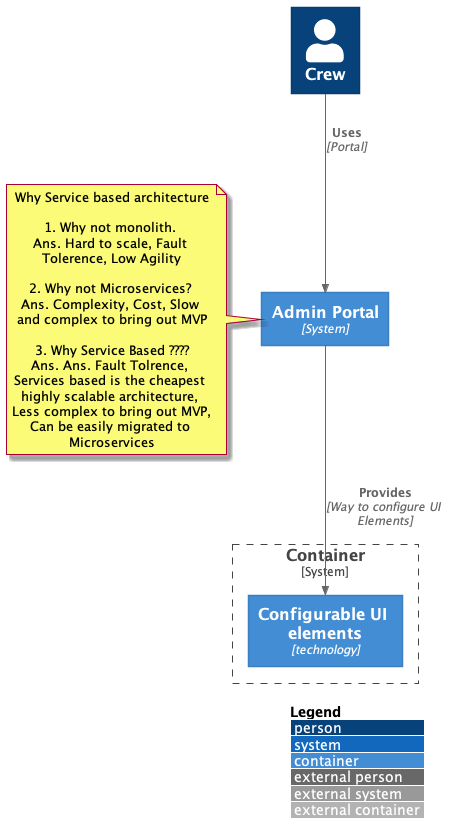 Crew
Uses
[Portal]
Why Service based architecture
1. Why not monolith.
Ans. Hard to scale, Fault
Tolerence, Low Agility
2. Why not Microservices?
Ans. Complexity, Cost, Slow
and complex to bring out MVP
3. Why Service Based ????
Ans. Ans. Fault Tolrence,
Services based is the cheapest
highly scalable architecture,
Less complex to bring out MVP,
Can be easily migrated to
Microservices
Admin Portal
[System]
Provides
[Way to configure UI
Elements]
Container
[System]
Configurable UI
elements
[technology]
Legend
person
system
container
external person
external system
external container